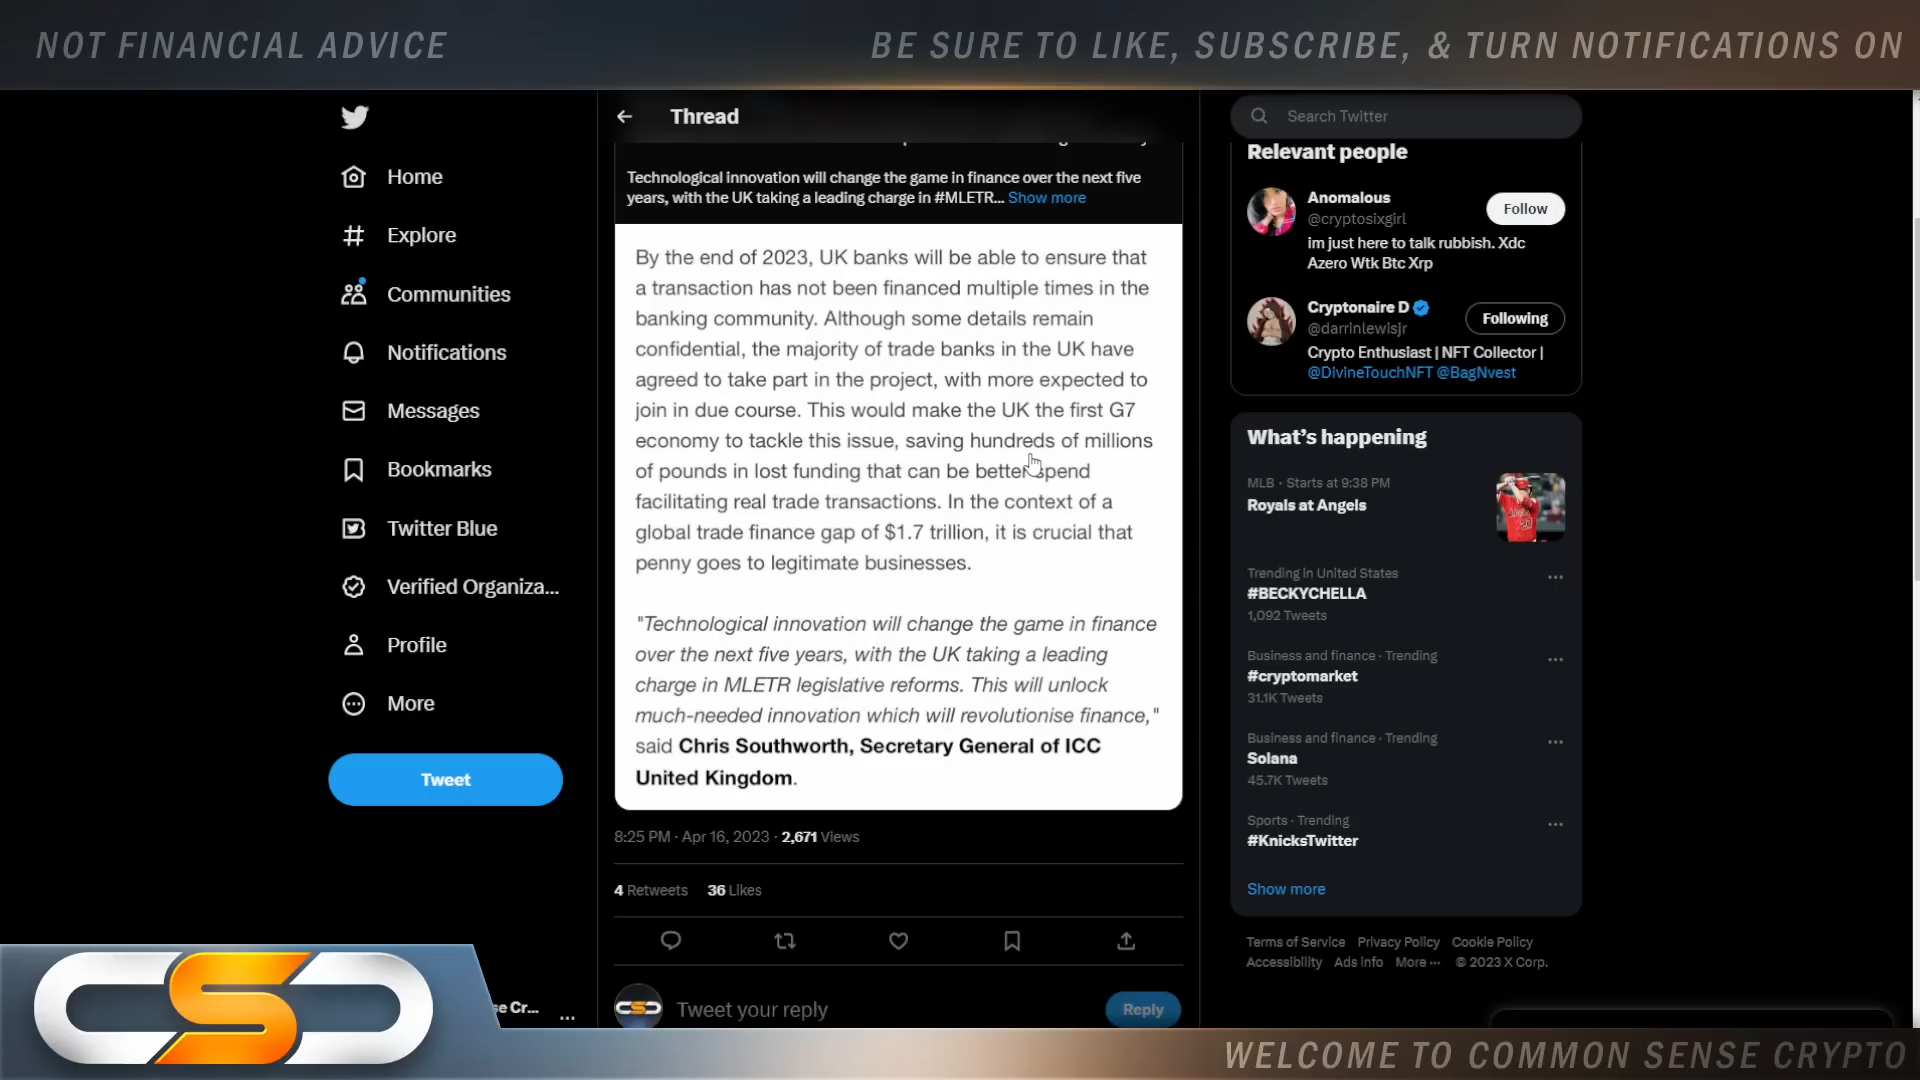 NOT FINANCIAL ADVICE
BE SURE TO LIKE, SUBSCRIBE, & TURN NOTIFICATIONS ON
Home
Explore
Communities
Notifications
Messages
Bookmarks
Twitter Blue
Verified Organiza...
Profile
More
Tweet
Thread
Technological innovation will change the game in finance over the next five
years, with the UK taking a leading charge in #MLETR... Show more
By the end of 2023, UK banks will be able to ensure that
a transaction has not been financed multiple times in the
banking community. Although some details remain
confidential, the majority of trade banks in the UK have
agreed to take part in the project, with more expected to
join in due course. This would make the UK the first G7
economy to tackle this issue, saving hundreds of millions
of pounds in lost funding that can be better spend
facilitating real trade transactions. In the context of a
global trade finance gap of $1.7 trillion, it is crucial that
penny goes to legitimate businesses.
"Technological innovation will change the game in finance
over the next five years, with the UK taking a leading
charge in MLETR legislative reforms. This will unlock
much-needed innovation which will revolutionise finance,"
said Chris Southworth, Secretary General of ICC
United Kingdom.
8:25 PM · Apr 16, 2023 · 2,671 Views
4 Retweets 36 Likes
Tweet your reply
Reply
Search Twitter
Relevant people
Anomalous
@cryptosixgirl
Follow
im just here to talk rubbish. Xdc
Azero Wtk Btc Xrp
Cryptonaire D
@darrinlewisjr
Following
Crypto Enthusiast | NFT Collector |
@DivineTouchNFT @BagNvest
What's happening
MLB · Starts at 9:38 PM
Royals at Angels
Trending in United States
#BECKYCHELLA
1,092 Tweets
Business and finance · Trending
#cryptomarket
31.1K Tweets
Business and finance · Trending
Solana
45.7K Tweets
Sports · Trending
#KnicksTwitter
Show more
Terms of Service Privacy Policy Cookie Policy
Accessibility Ads info More ··· © 2023 X Corp.
CSC
se Cr...
WELCOME TO COMMON SENSE CRYPTO